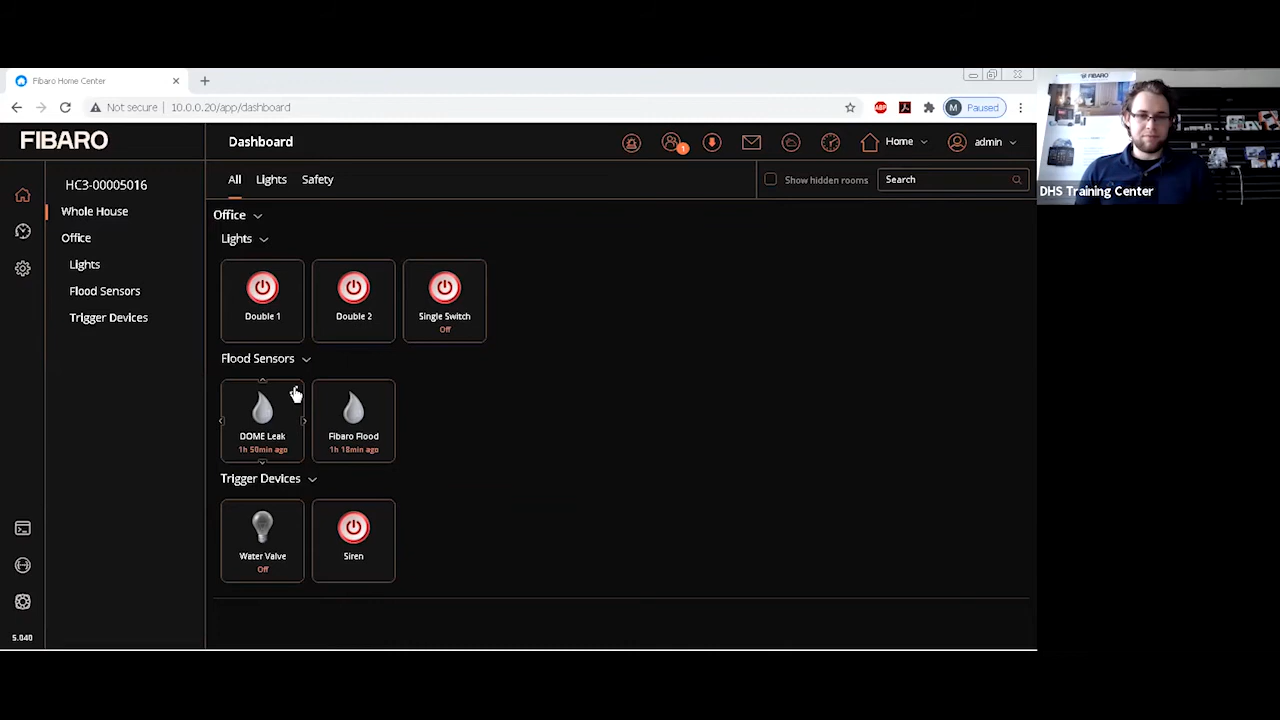 Fibaro Home Center
Not secure | 10.0.0.20/app/dashboard
ABP
M Paused
FIBARO
DHS Training Center
FIBARO
Dashboard
1
Home
admin
HC3-00005016
Whole House
Office
Lights
Flood Sensors
Trigger Devices
5.040
All
Lights
Safety
Show hidden rooms
Search
Office
Lights
Double 1
Double 2
Single Switch
Off
Flood Sensors
DOME Leak
1h 50min ago
Fibaro Flood
1h 18min ago
Trigger Devices
Water Valve
Off
Siren